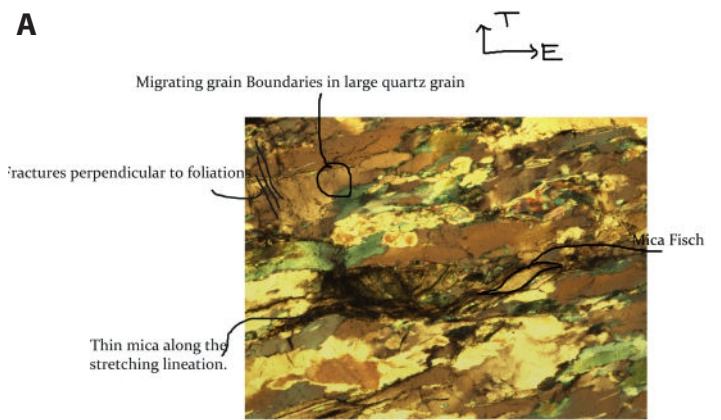 A
T
E
Migrating grain Boundaries in large quartz grain
Fractures perpendicular to foliations
Mica Fisch
Thin mica along the
stretching lineation.